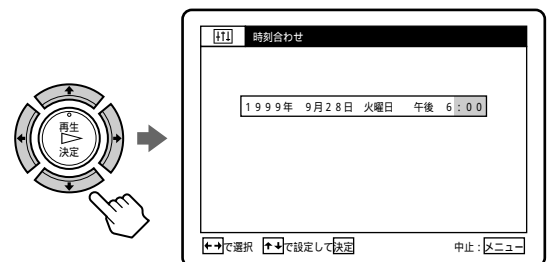 時刻合わせ
1999年 9月28日 火曜日 午後 6:00
再生
決定
←→で選択 ↑↓で設定して決定 中止:メニュー